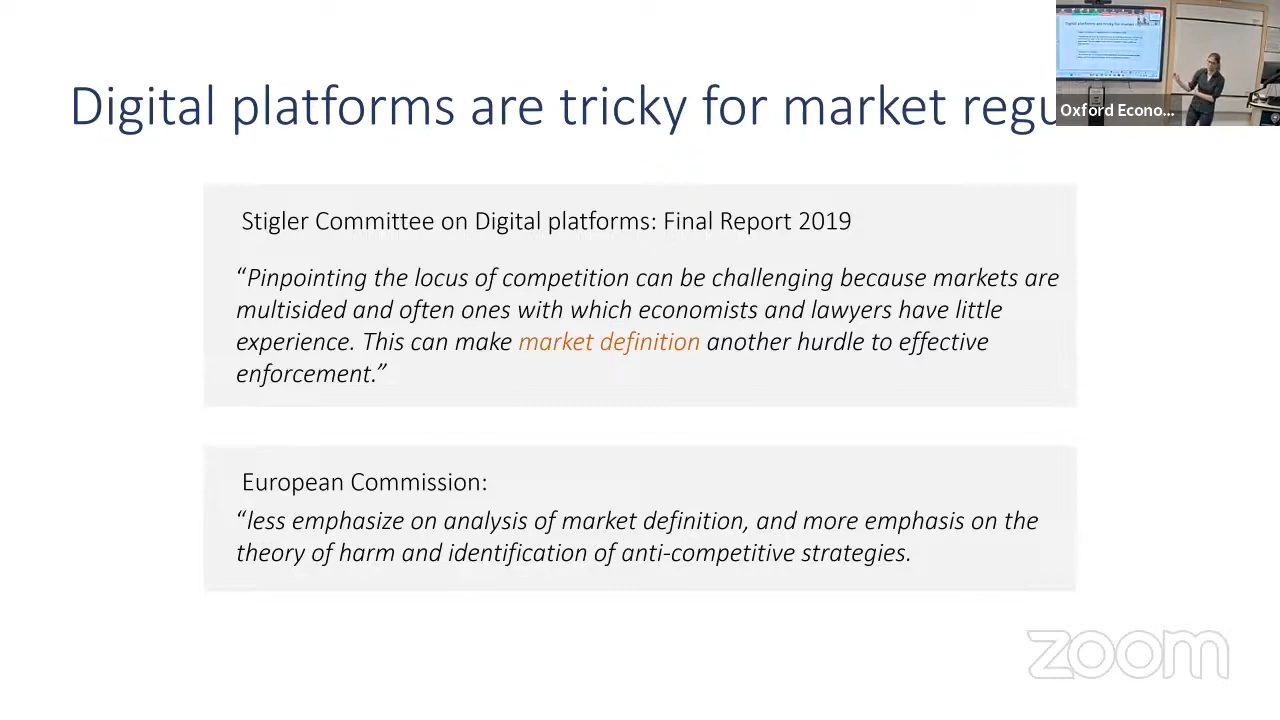 Digital platforms are tricky for market regu
Oxford Econo...
Stigler Committee on Digital platforms: Final Report 2019
“Pinpointing the locus of competition can be challenging because markets are
multisided and often ones with which economists and lawyers have little
experience. This can make market definition another hurdle to effective
enforcement.”
European Commission:
“less emphasize on analysis of market definition, and more emphasis on the
theory of harm and identification of anti-competitive strategies.
zoom